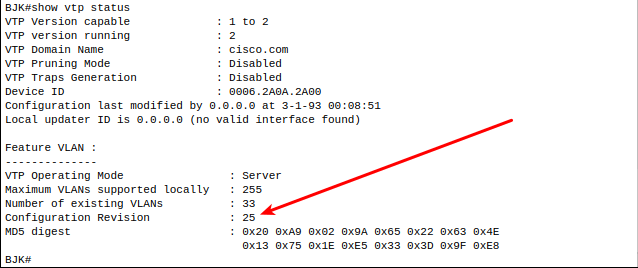 BJK#show vtp status
VTP Version capable : 1 to 2
VTP version running : 2
VTP Domain Name : cisco.com
VTP Pruning Mode : Disabled
VTP Traps Generation : Disabled
Device ID : 0006.2A0A.2A00
Configuration last modified by 0.0.0.0 at 3-1-93 00:08:51
Local updater ID is 0.0.0.0 (no valid interface found)
Feature VLAN :
--------------
VTP Operating Mode : Server
Maximum VLANs supported locally : 255
Number of existing VLANs : 33
Configuration Revision : 25
MD5 digest : 0x20 0xA9 0x02 0x9A 0x65 0x22 0x63 0x4E
0x13 0x75 0x1E 0xE5 0x33 0x3D 0x9F 0xE8
BJK#